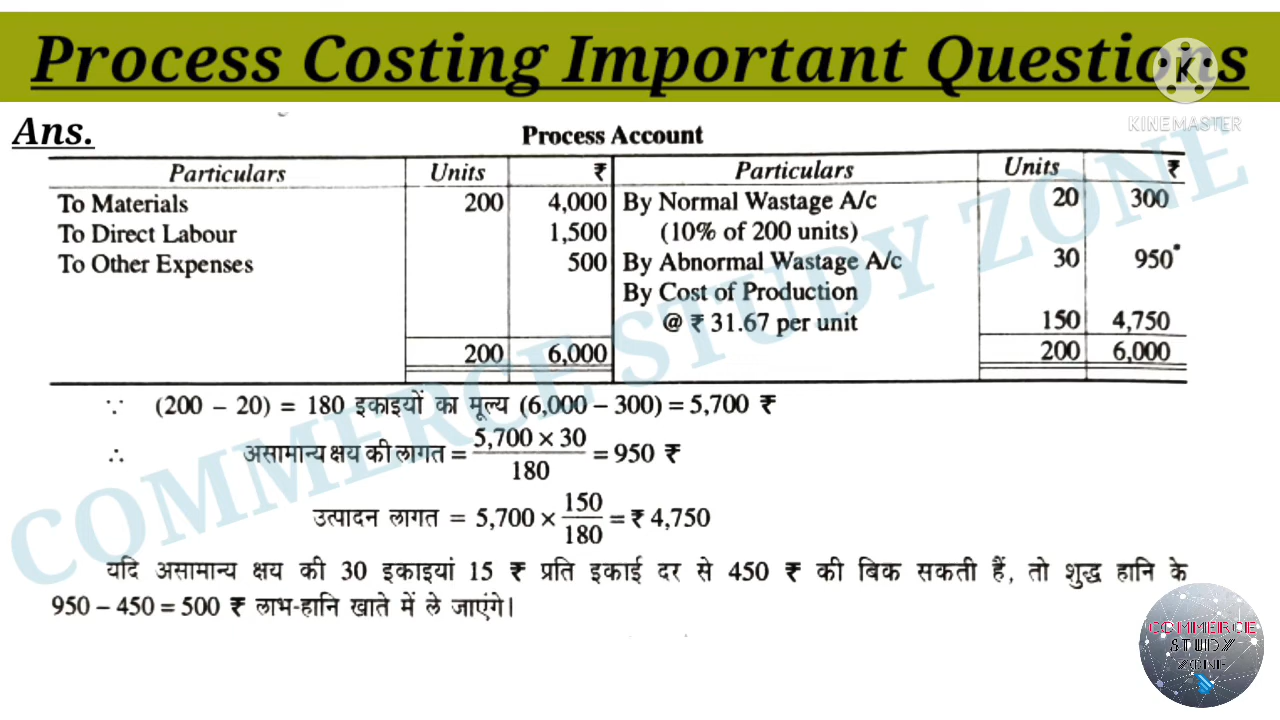 Process Costing Important Questions
KINEMASTER
Ans.
Process Account
Particulars Units ₹ Particulars Units ₹
To Materials 200 4,000 By Normal Wastage A/c 20 300
To Direct Labour 1,500 (10% of 200 units)
To Other Expenses 500 By Abnormal Wastage A/c 30 950*
By Cost of Production
@ ₹ 31.67 per unit 150 4,750
200 6,000 200 6,000
∵ (200 – 20) = 180 इकाइयों का मूल्य (6,000 – 300) = 5,700 ₹
∴ असामान्य क्षय की लागत = 5,700 × 30 / 180 = 950 ₹
उत्पादन लागत = 5,700 × 150 / 180 = ₹ 4,750
यदि असामान्य क्षय की 30 इकाइयां 15 ₹ प्रति इकाई दर से 450 ₹ की बिक सकती हैं, तो शुद्ध हानि के
950 – 450 = 500 ₹ लाभ-हानि खाते में ले जाएंगे।
COMMERCE STUDY ZONE
COMMERCE
STUDY
ZONE